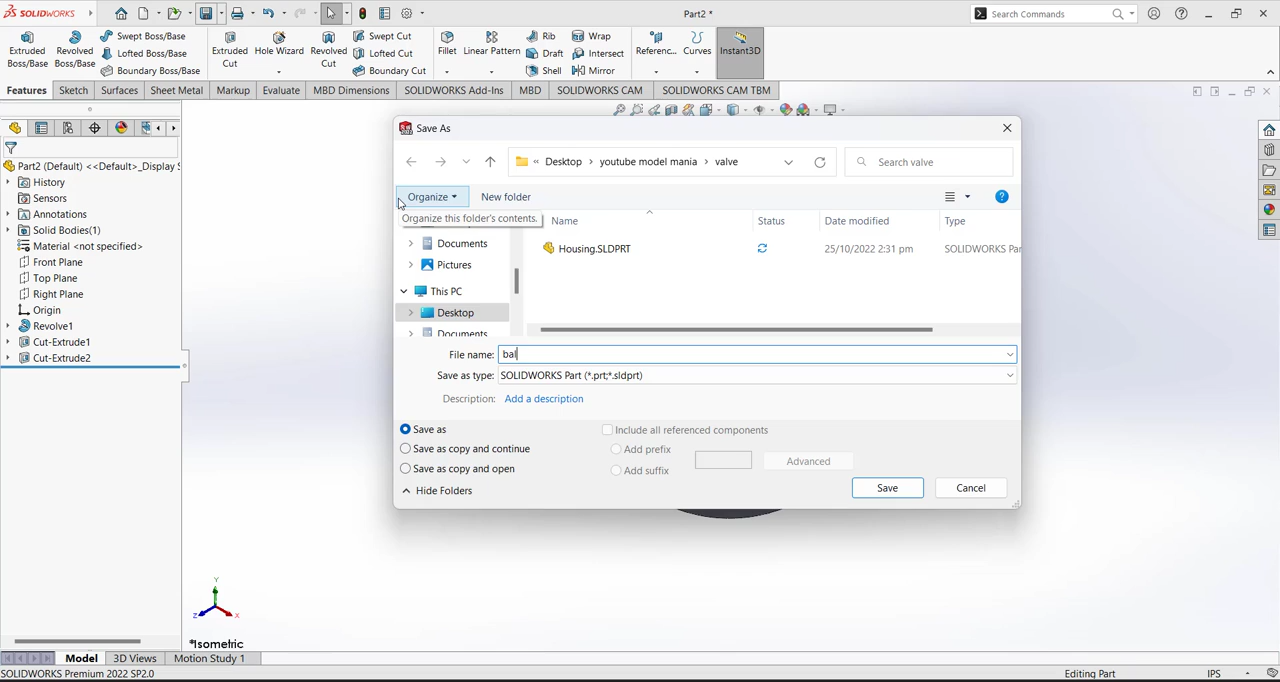 SOLIDWORKS
Part2 *
Search Commands
Extruded Boss/Base
Revolved Boss/Base
Swept Boss/Base
Lofted Boss/Base
Boundary Boss/Base
Extruded Cut
Hole Wizard
Revolved Cut
Swept Cut
Lofted Cut
Boundary Cut
Fillet
Linear Pattern
Rib
Draft
Shell
Wrap
Intersect
Mirror
Referenc...
Curves
Instant3D
Features
Sketch
Surfaces
Sheet Metal
Markup
Evaluate
MBD Dimensions
SOLIDWORKS Add-Ins
MBD
SOLIDWORKS CAM
SOLIDWORKS CAM TBM
Part2 (Default) <<Default>_Display S
History
Sensors
Annotations
Solid Bodies(1)
Material <not specified>
Front Plane
Top Plane
Right Plane
Origin
Revolve1
Cut-Extrude1
Cut-Extrude2
Save As
« Desktop > youtube model mania > valve
Search valve
Organize
New folder
Organize this folder's contents.
Documents
Pictures
This PC
Desktop
Documents
Name
Status
Date modified
Type
Housing.SLDPRT
25/10/2022 2:31 pm
SOLIDWORKS Par
File name: bal
Save as type: SOLIDWORKS Part (*.prt;*.sldprt)
Description: Add a description
Save as
Save as copy and continue
Save as copy and open
Include all referenced components
Add prefix
Add suffix
Advanced
Hide Folders
Save
Cancel
Y
Z
X
*Isometric
Model
3D Views
Motion Study 1
SOLIDWORKS Premium 2022 SP2.0
Editing Part
IPS